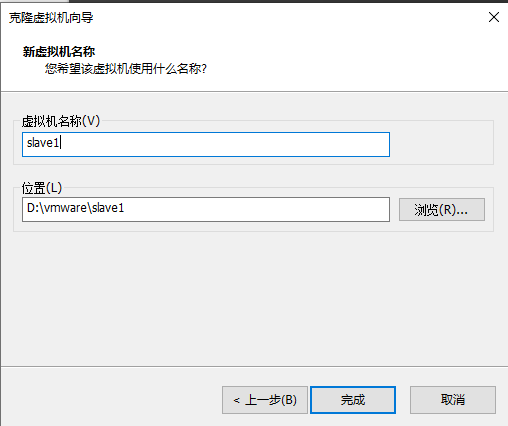 克隆虚拟机向导
新虚拟机名称
您希望该虚拟机使用什么名称?
虚拟机名称(V)
slave1
位置(L)
D:\vmware\slave1
浏览(R)...
< 上一步(B)
完成
取消